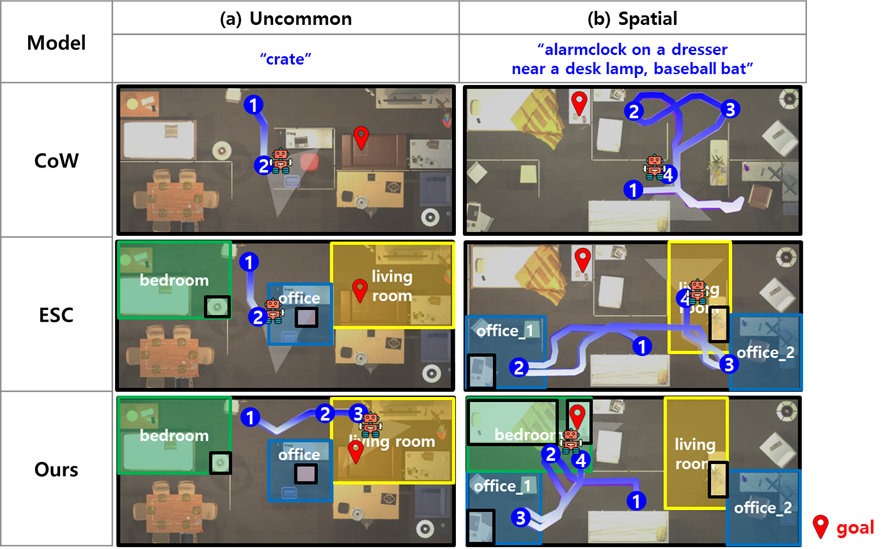 Model
(a) Uncommon
(b) Spatial
"crate"
"alarmclock on a dresser
near a desk lamp, baseball bat"
CoW
1
2
1
2
3
4
ESC
bedroom
office
living
room
1
2
living
room
office_1
office_2
1
2
3
4
Ours
bedroom
office
living room
1
2
3
bedroom
living
room
office_1
office_2
1
2
3
4
goal